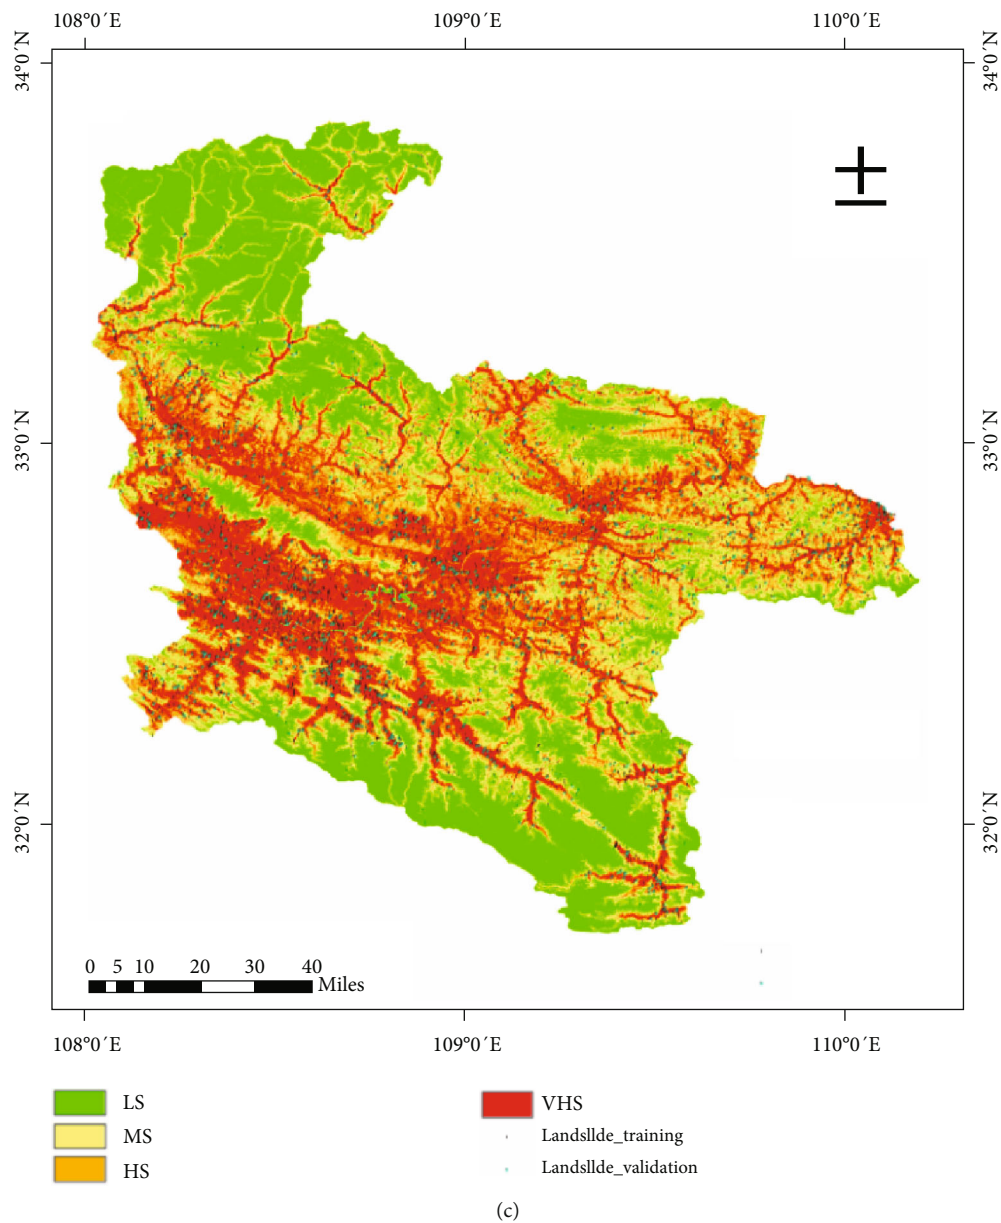 108°0´E 109°0´E 110°0´E
34°0´N 34°0´N
33°0´N 33°0´N
32°0´N 32°0´N
0 5 10 20 30 40
Miles
108°0´E 109°0´E 110°0´E
LS VHS
MS Landsllde_training
HS Landsllde_validation
(c)